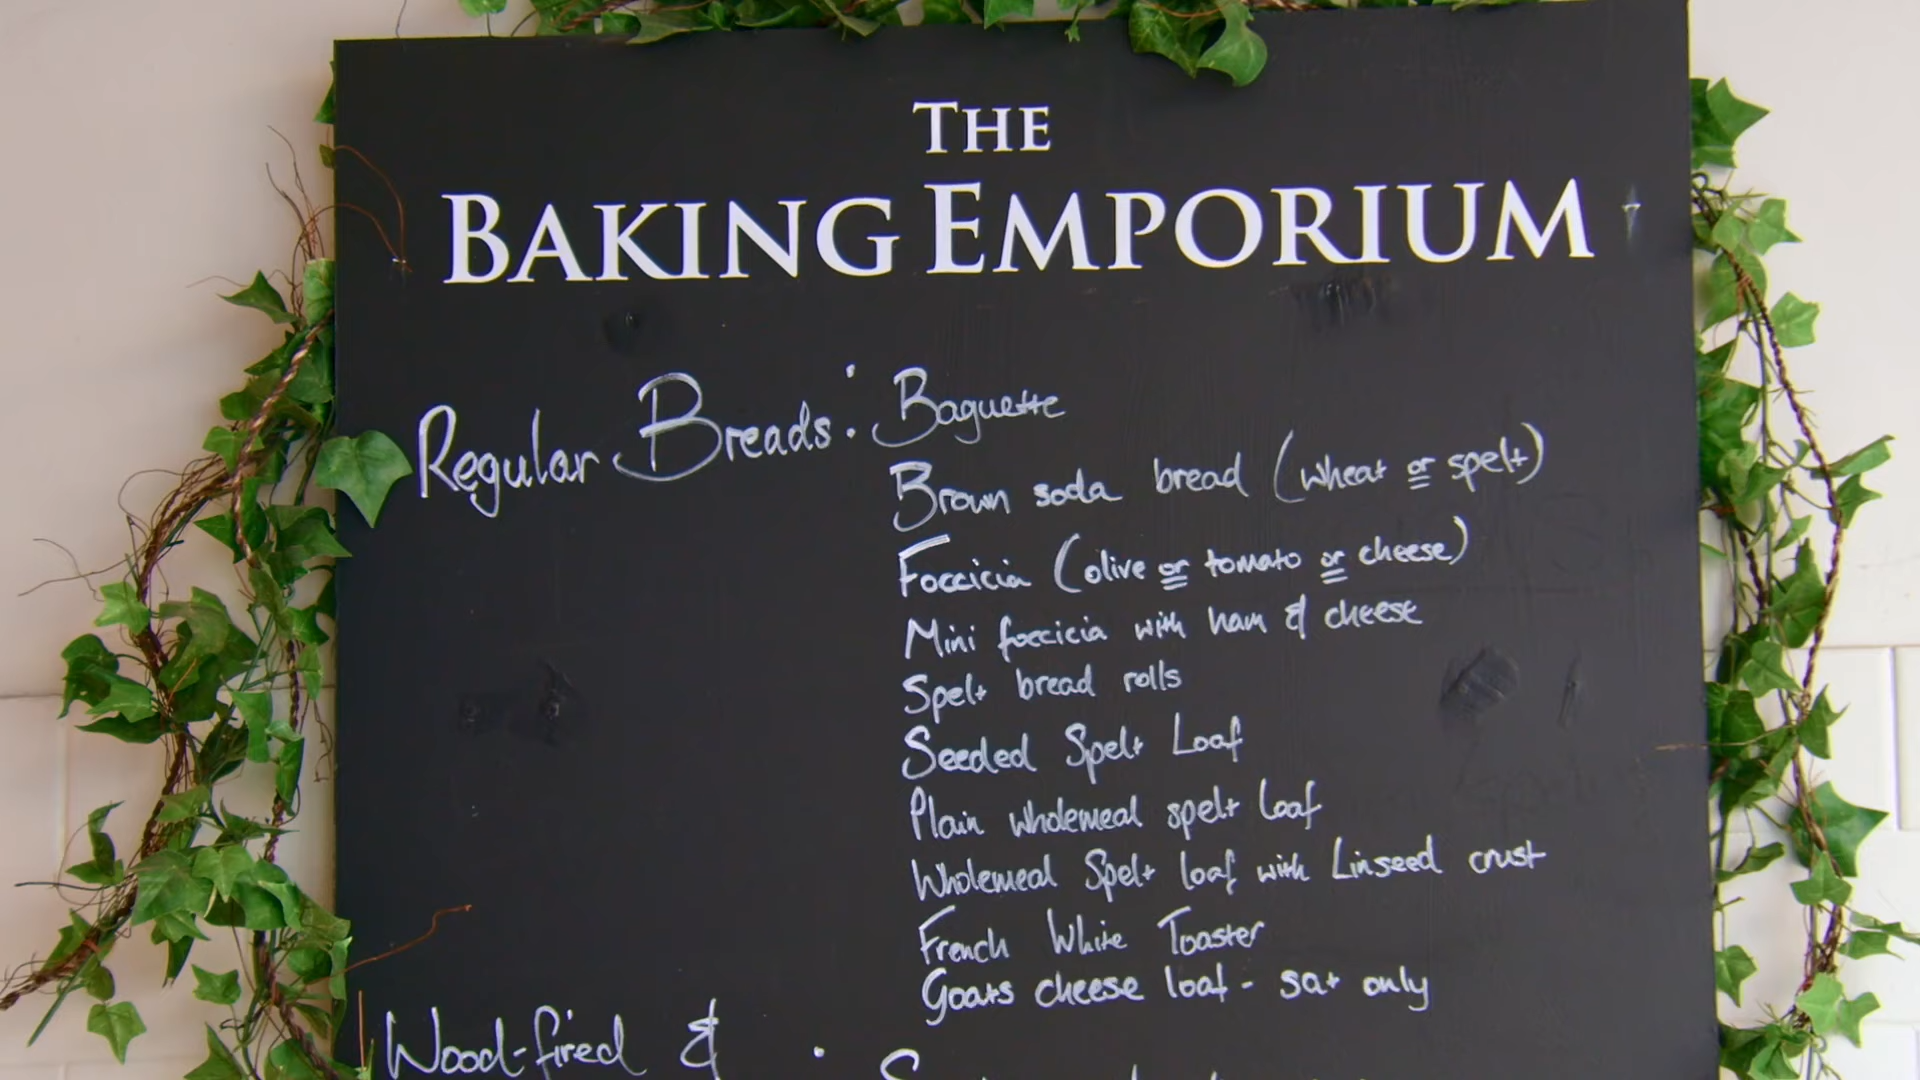 THE
BAKING EMPORIUM
Regular Breads: Baguette
Brown soda bread (wheat or spelt)
Foccicia (olive or tomato or cheese)
Mini foccicia with ham & cheese
Spelt bread rolls
Seeded Spelt Loaf
Plain wholemeal spelt loaf
Wholemeal Spelt loaf with Linseed crust
French White Toaster
Goats cheese loaf - sat only
Wood-fired &